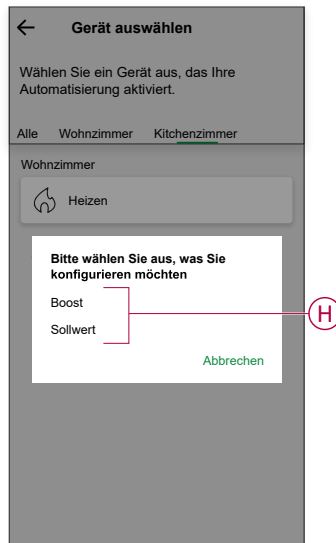 Gerät auswählen
Wählen Sie ein Gerät aus, das Ihre
Automatisierung aktiviert.
Alle Wohnzimmer Kitchenzimmer
Wohnzimmer
Heizen
Bitte wählen Sie aus, was Sie
konfigurieren möchten
Boost
Sollwert
H
Abbrechen